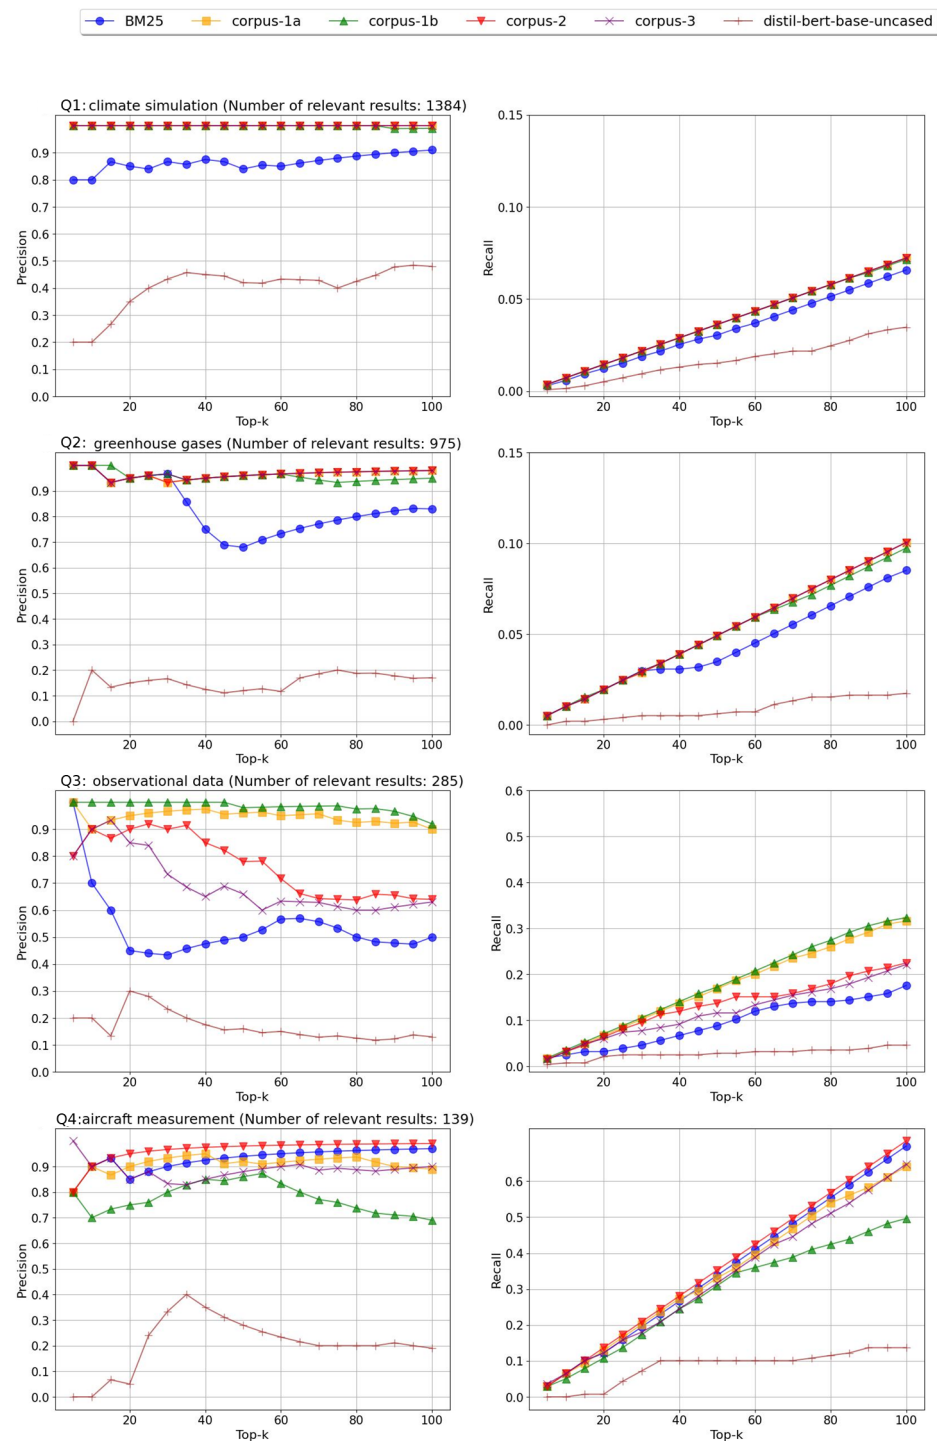 BM25 corpus-1a corpus-1b corpus-2 corpus-3 distil-bert-base-uncased
Q1: climate simulation (Number of relevant results: 1384)
Precision
0.9
0.8
0.7
0.6
0.5
0.4
0.3
0.2
0.1
0.0
20 40 60 80 100
Top-k
Recall
0.15
0.10
0.05
0.00
20 40 60 80 100
Top-k
Q2: greenhouse gases (Number of relevant results: 975)
Precision
0.9
0.8
0.7
0.6
0.5
0.4
0.3
0.2
0.1
0.0
20 40 60 80 100
Top-k
Recall
0.15
0.10
0.05
0.00
20 40 60 80 100
Top-k
Q3: observational data (Number of relevant results: 285)
Precision
0.9
0.8
0.7
0.6
0.5
0.4
0.3
0.2
0.1
0.0
20 40 60 80 100
Top-k
Recall
0.6
0.5
0.4
0.3
0.2
0.1
0.0
20 40 60 80 100
Top-k
Q4:aircraft measurement (Number of relevant results: 139)
Precision
0.9
0.8
0.7
0.6
0.5
0.4
0.3
0.2
0.1
0.0
20 40 60 80 100
Top-k
Recall
0.6
0.5
0.4
0.3
0.2
0.1
0.0
20 40 60 80 100
Top-k